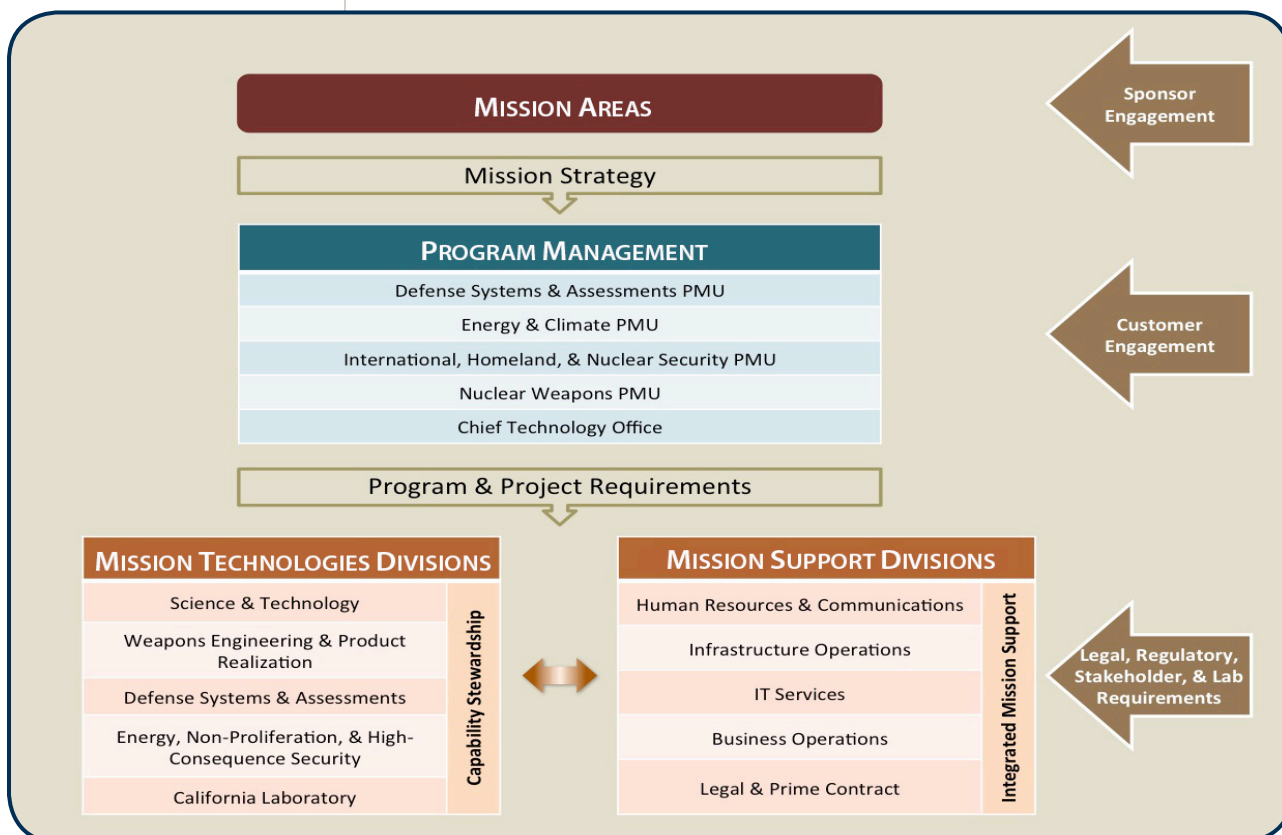 MISSION AREAS
Sponsor
Engagement
Mission Strategy
PROGRAM MANAGEMENT
Defense Systems & Assessments PMU
Energy & Climate PMU
International, Homeland, & Nuclear Security PMU
Nuclear Weapons PMU
Chief Technology Office
Customer
Engagement
Program & Project Requirements
MISSION TECHNOLOGIES DIVISIONS
Science & Technology
Weapons Engineering & Product
Realization
Defense Systems & Assessments
Energy, Non-Proliferation, & High-
Consequence Security
California Laboratory
Capability Stewardship
MISSION SUPPORT DIVISIONS
Human Resources & Communications
Infrastructure Operations
IT Services
Business Operations
Legal & Prime Contract
Integrated Mission Support
Legal, Regulatory,
Stakeholder, & Lab
Requirements